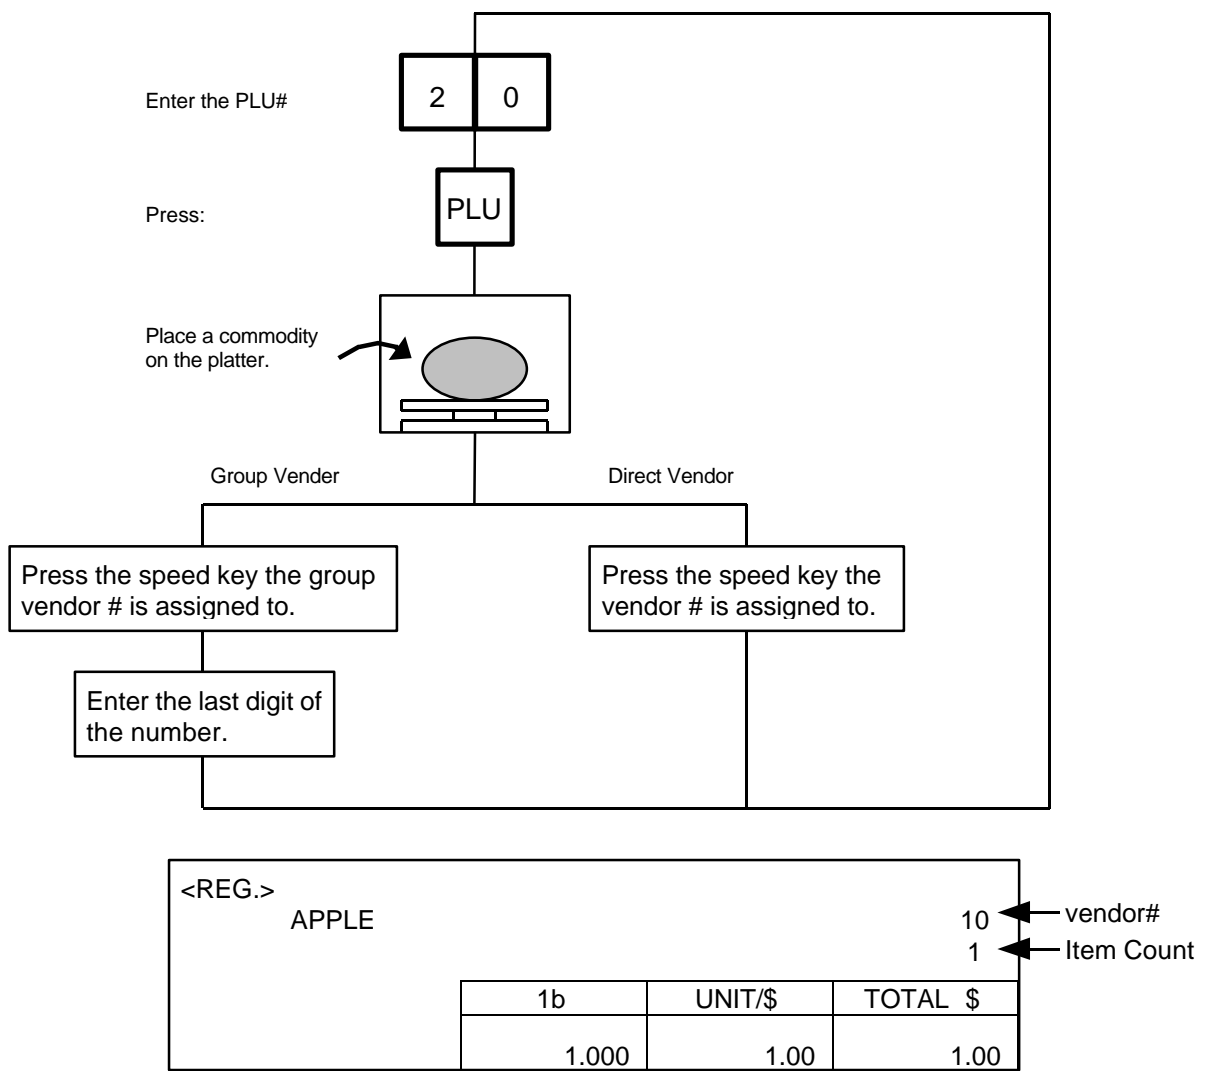 Enter the PLU#
2 0
Press:
PLU
Place a commodity
on the platter.
Group Vender
Direct Vendor
Press the speed key the group
vendor # is assigned to.
Press the speed key the
vendor # is assigned to.
Enter the last digit of
the number.
<REG.>
APPLE
10 vendor#
1 Item Count
1b UNIT/$ TOTAL $
1.000 1.00 1.00